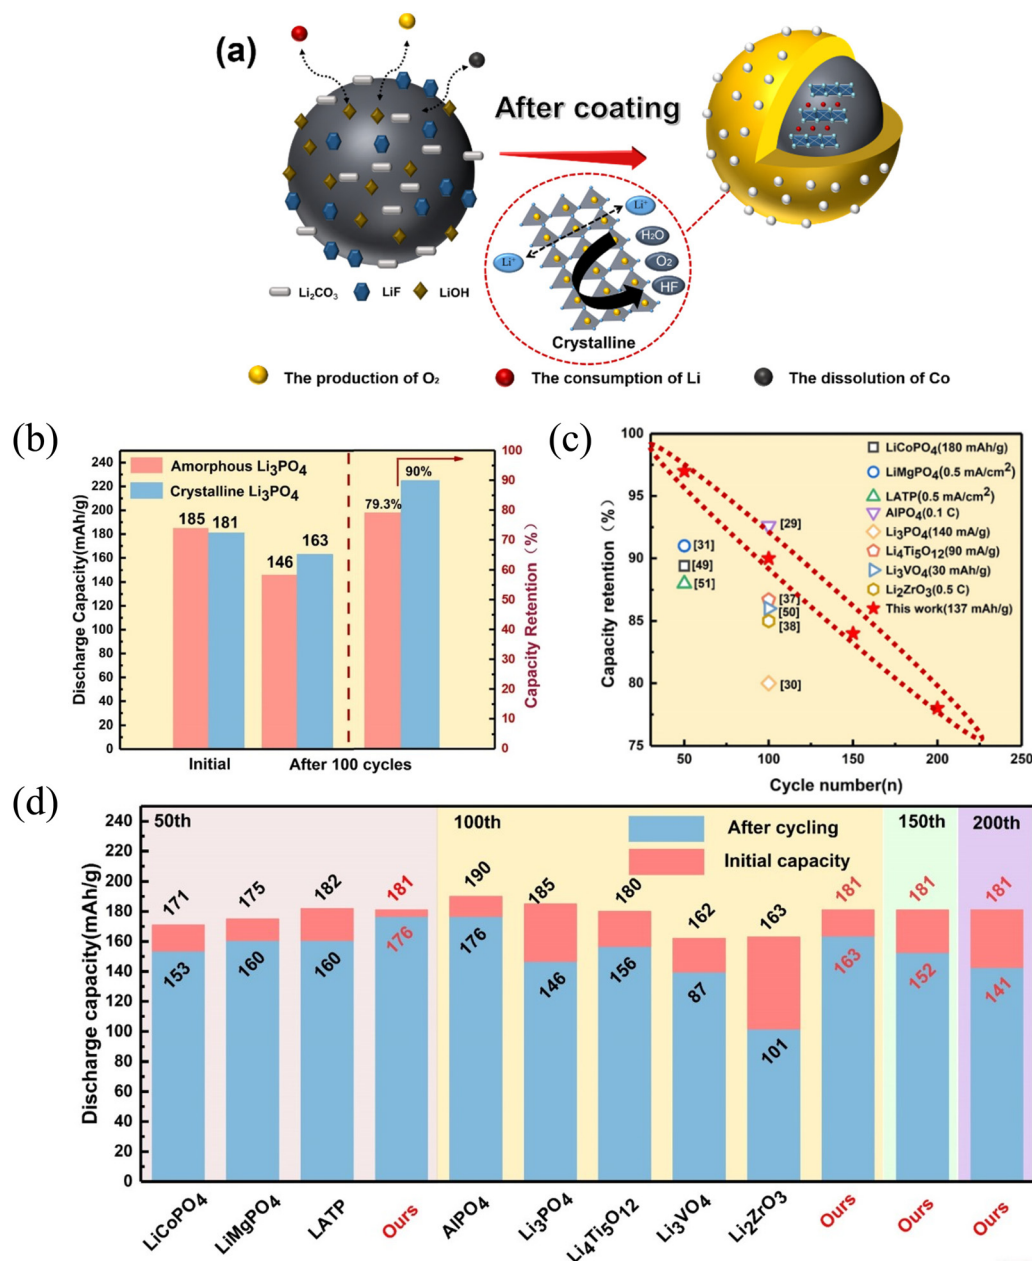 (a)
After coating
Li⁺
H₂O
Li⁺
O₂
HF
Crystalline
Li₂CO₃ LiF LiOH
The production of O₂ The consumption of Li The dissolution of Co
(b)
Discharge Capacity(mAh/g)
240
220
200
180
160
140
120
100
80
60
40
20
0
Amorphous Li₃PO₄
Crystalline Li₃PO₄
185 181
146 163
79.3% 90%
Initial After 100 cycles
100
90
80
70
60
50
40
30
20
10
0
Capacity Retention (%)
(c)
Capacity retention (%)
100
95
90
85
80
75
50 100 150 200 250
Cycle number(n)
[29]
[31]
[49]
[51]
[37]
[50]
[38]
[30]
LiCoPO₄(180 mAh/g)
LiMgPO₄(0.5 mA/cm²)
LATP(0.5 mA/cm²)
AlPO₄(0.1 C)
Li₃PO₄(140 mA/g)
Li₄Ti₅O₁₂(90 mA/g)
Li₃VO₄(30 mAh/g)
Li₂ZrO₃(0.5 C)
This work(137 mAh/g)
(d)
Discharge capacity(mAh/g)
240
220
200
180
160
140
120
100
80
60
40
20
0
50th 100th 150th 200th
After cycling
Initial capacity
171 175 182 181 190 185 180 162 163 181 181 181
153 160 160 176 176 146 156 87 101 163 152 141
LiCoPO4 LiMgPO4 LATP Ours AlPO4 Li₃PO4 Li₄Ti₅O₁₂ Li₃VO4 Li₂ZrO₃ Ours Ours Ours